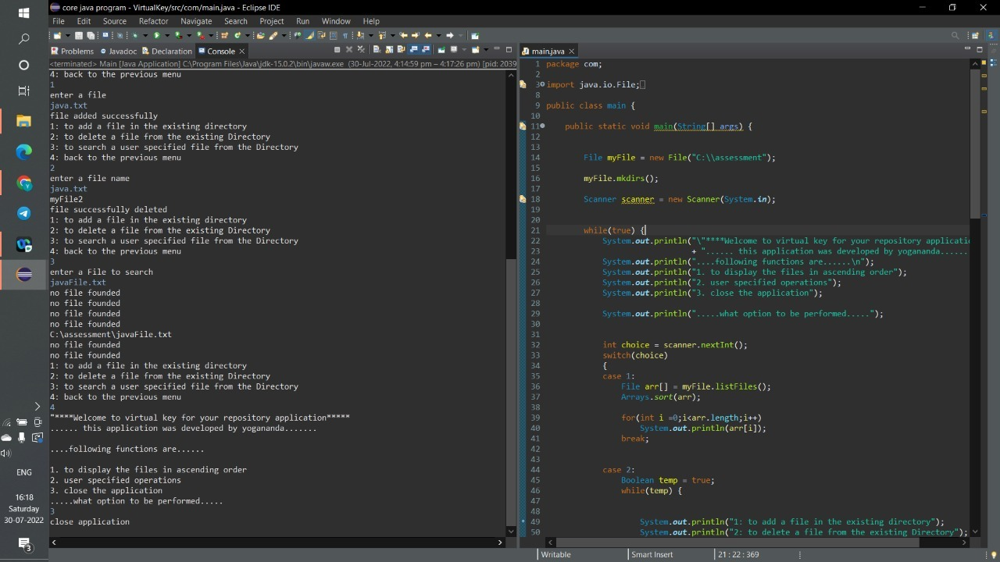 core java program - VirtualKey/src/com/main.java - Eclipse IDE
File Edit Source Refactor Navigate Search Project Run Window Help
Problems Javadoc Declaration Console
<terminated> Main [Java Application] C:\Program Files\Java\jdk-15.0.2\bin\javaw.exe (30-Jul-2022, 4:14:59 pm – 4:17:26 pm) [pid: 2039
4: back to the previous menu
1
enter a file
java.txt
file added successfully
1: to add a file in the existing directory
2: to delete a file from the existing Directory
3: to search a user specified file from the Directory
4: back to the previous menu
2
enter a file name
java.txt
myFile2
file successfully deleted
1: to add a file in the existing directory
2: to delete a file from the existing Directory
3: to search a user specified file from the Directory
4: back to the previous menu
3
enter a File to search
javaFile.txt
no file founded
no file founded
no file founded
no file founded
C:\assessment\javaFile.txt
no file founded
no file founded
1: to add a file in the existing directory
2: to delete a file from the existing Directory
3: to search a user specified file from the Directory
4: back to the previous menu
4
"****Welcome to virtual key for your repository application*****
...... this application was developed by yogananda.......
....following functions are......
1. to display the files in ascending order
2. user specified operations
3. close the application
.....what option to be performed.....
3
close application
main.java
1 package com;
2
3 import java.io.File;
8
9 public class main {
10
11 public static void main(String[] args) {
12
13
14 File myFile = new File("C:\\assessment");
15
16 myFile.mkdirs();
17
18 Scanner scanner = new Scanner(System.in);
19
20
21 while(true) {
22 System.out.println("\"****Welcome to virtual key for your repository applicatio
23 + "...... this application was developed by yogananda......
24 System.out.println("....following functions are......\n");
25 System.out.println("1. to display the files in ascending order");
26 System.out.println("2. user specified operations");
27 System.out.println("3. close the application");
28
29 System.out.println(".....what option to be performed.....");
30
31
32 int choice = scanner.nextInt();
33 switch(choice)
34 {
35 case 1:
36 File arr[] = myFile.listFiles();
37 Arrays.sort(arr);
38
39 for(int i =0;i<arr.length;i++)
40 System.out.println(arr[i]);
41 break;
42
43
44 case 2:
45 Boolean temp = true;
46 while(temp) {
47
48
49 System.out.println("1: to add a file in the existing directory");
50 System.out.println("2: to delete a file from the existing Directory");
Writable Smart Insert 21 : 22 : 369
ENG
16:18
Saturday
30-07-2022
3